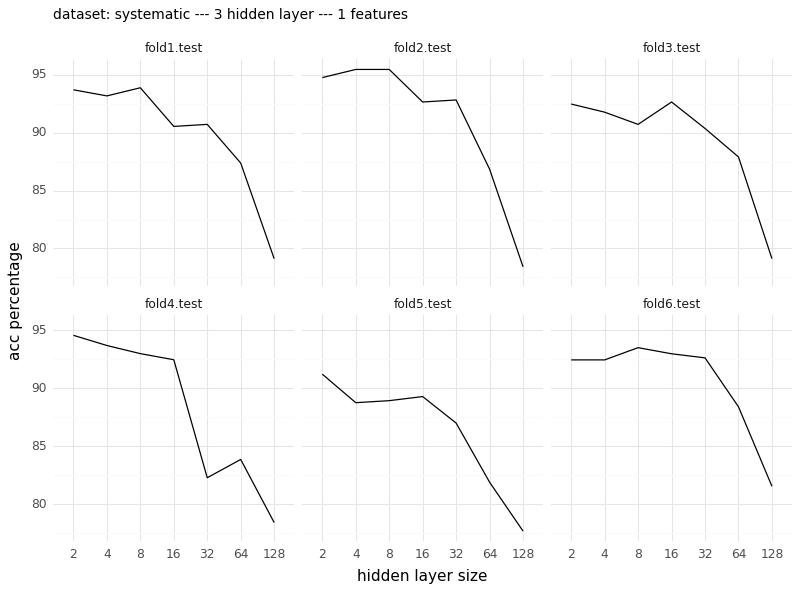 dataset: systematic --- 3 hidden layer --- 1 features
fold1.test fold2.test fold3.test
95
90
85
80
fold4.test fold5.test fold6.test
95
90
85
80
acc percentage
2 4 8 16 32 64 128 2 4 8 16 32 64 128 2 4 8 16 32 64 128
hidden layer size